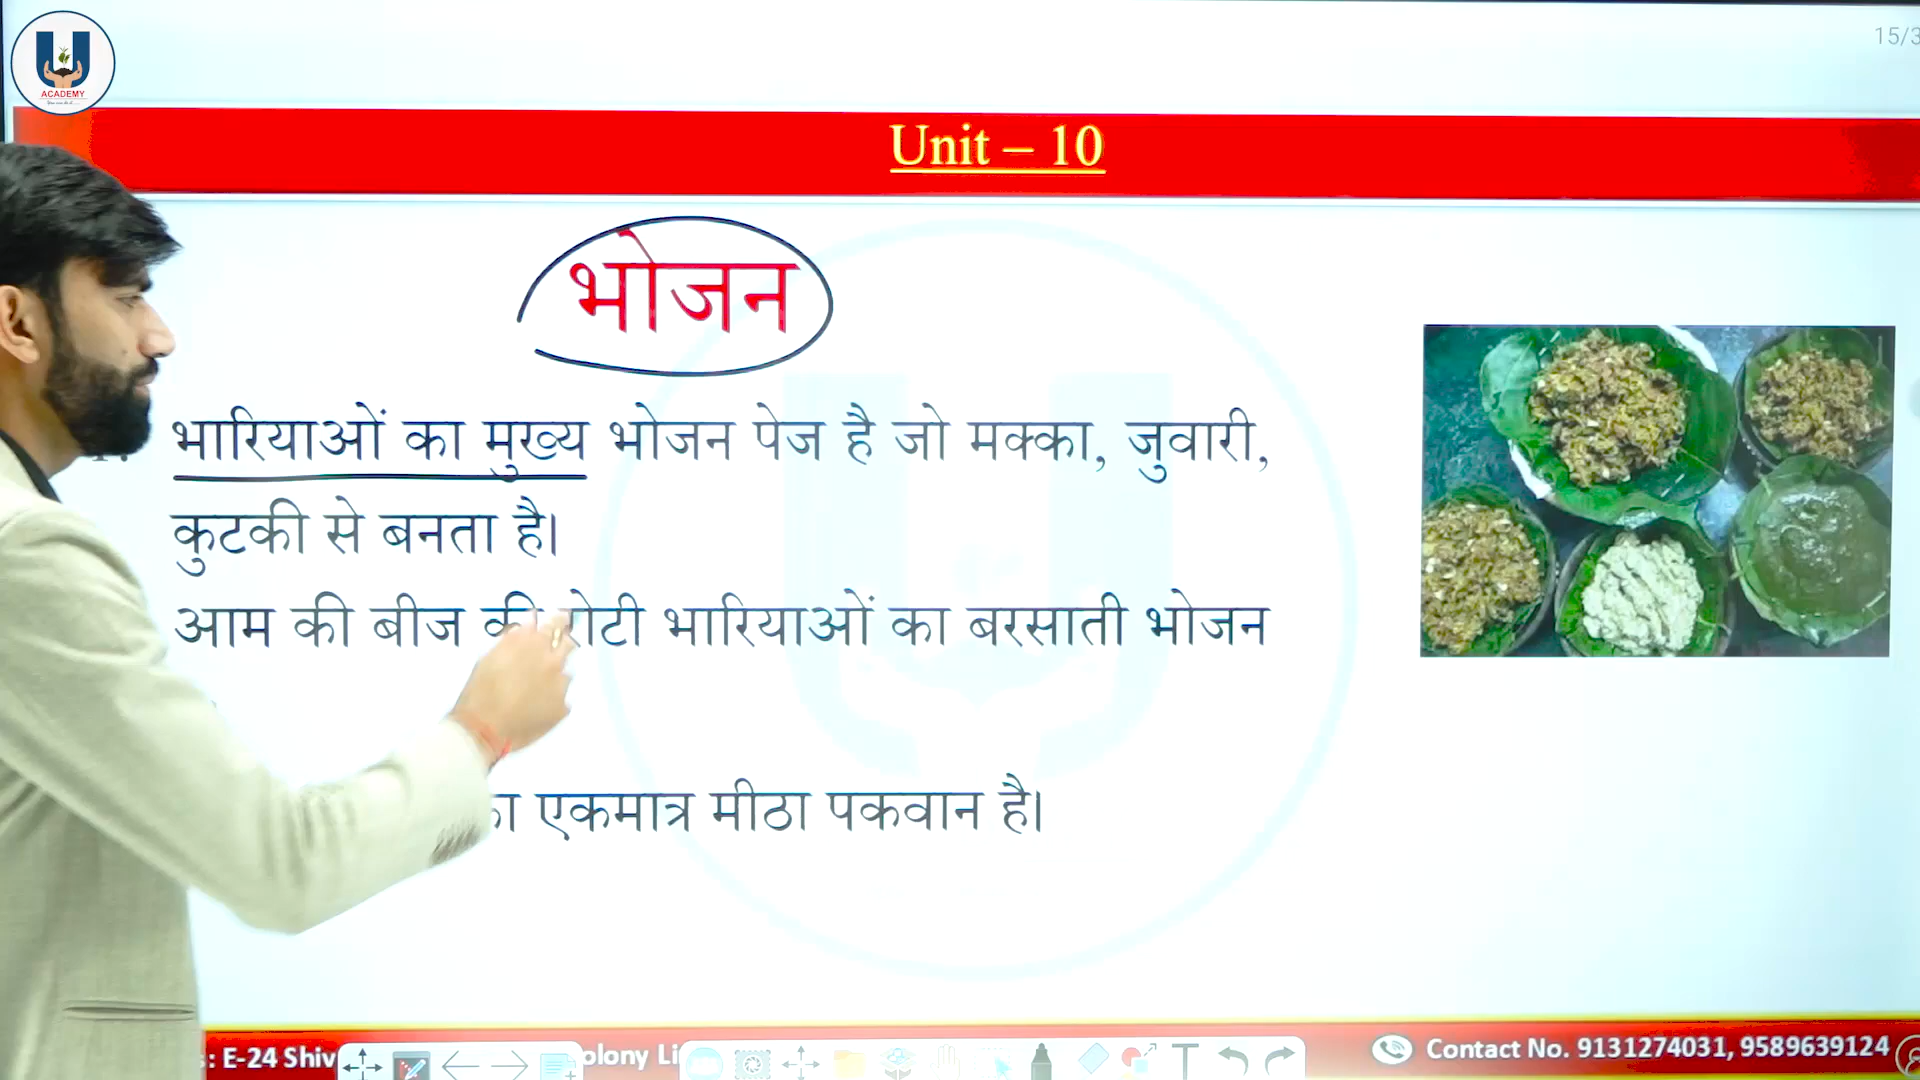 U
ACADEMY
15/3
Unit – 10
भोजन
भारियाओं का मुख्य भोजन पेज है जो मक्का, जुवारी,
कुटकी से बनता है।
आम की बीज की रोटी भारियाओं का बरसाती भोजन
का एकमात्र मीठा पकवान है।
: E-24 Shiv
olony Li
Contact No. 9131274031, 9589639124